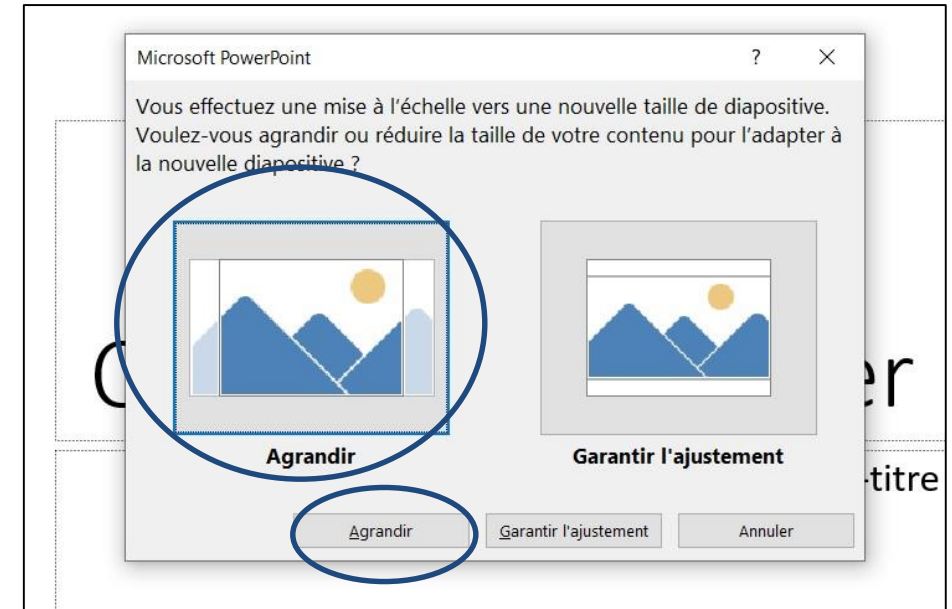 Microsoft PowerPoint
Vous effectuez une mise à l’échelle vers une nouvelle taille de diapositive.
Voulez-vous agrandir ou réduire la taille de votre contenu pour l’adapter à
la nouvelle diapositive ?
Agrandir
Garantir l'ajustement
-titre
Agrandir
Garantir l'ajustement
Annuler